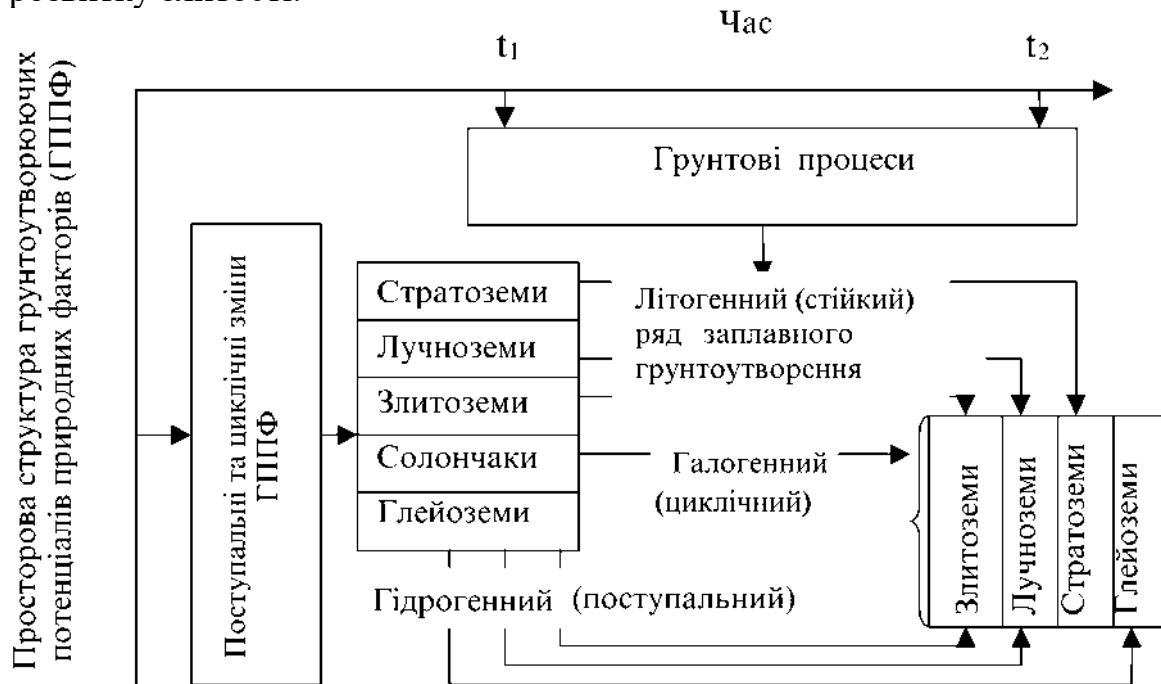 Час
t₁
t₂
Просторова структура грунтоутворюючих
потенціалів природних факторів (ГППФ)
Грунтові процеси
Поступальні та циклічні зміни
ГППФ
Стратоземи
Лучноземи
Злитоземи
Солончаки
Глейоземи
Літогенний (стійкий)
ряд заплавного
грунтоутворення
Галогенний
(циклічний)
Гідрогенний (поступальний)
Злитоземи
Лучноземи
Стратоземи
Глейоземи